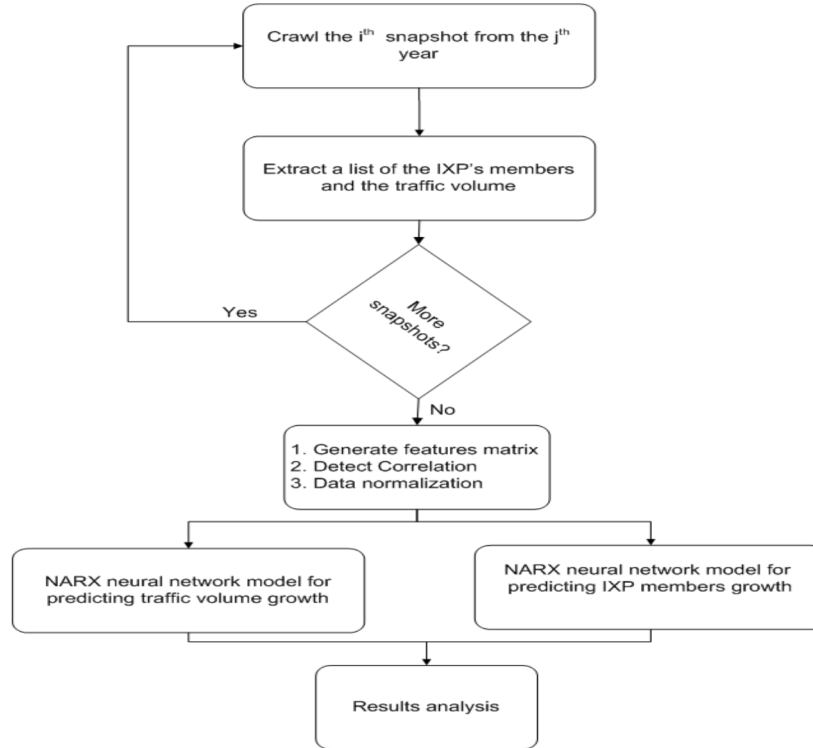 Crawl the iᵗʰ snapshot from the jᵗʰ
year
Extract a list of the IXP's members
and the traffic volume
More
snapshots?
Yes
No
1. Generate features matrix
2. Detect Correlation
3. Data normalization
NARX neural network model for
predicting traffic volume growth
NARX neural network model for
predicting IXP members growth
Results analysis